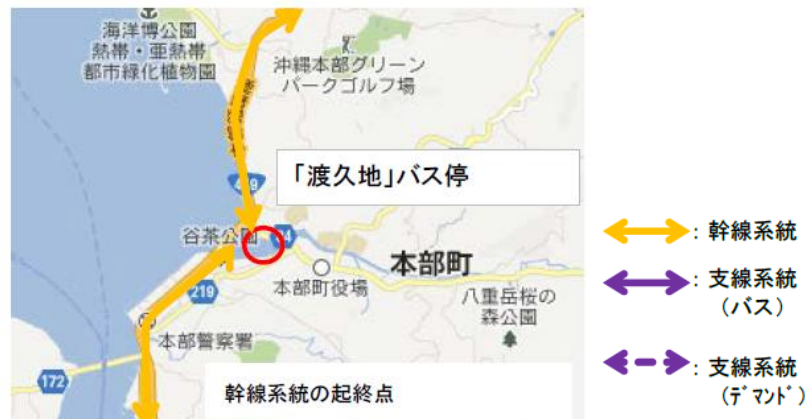 海洋博公園
熱帯・亜熱帯
都市緑化植物園
沖縄本部グリーン
パークゴルフ場
「渡久地」バス停
谷茶公園
本部町
本部町役場
219
八重岳桜の
森公園
本部警察署
172
幹線系統の起終点
: 幹線系統
: 支線系統
(バス)
: 支線系統
(ﾃﾞﾏﾝﾄﾞ)